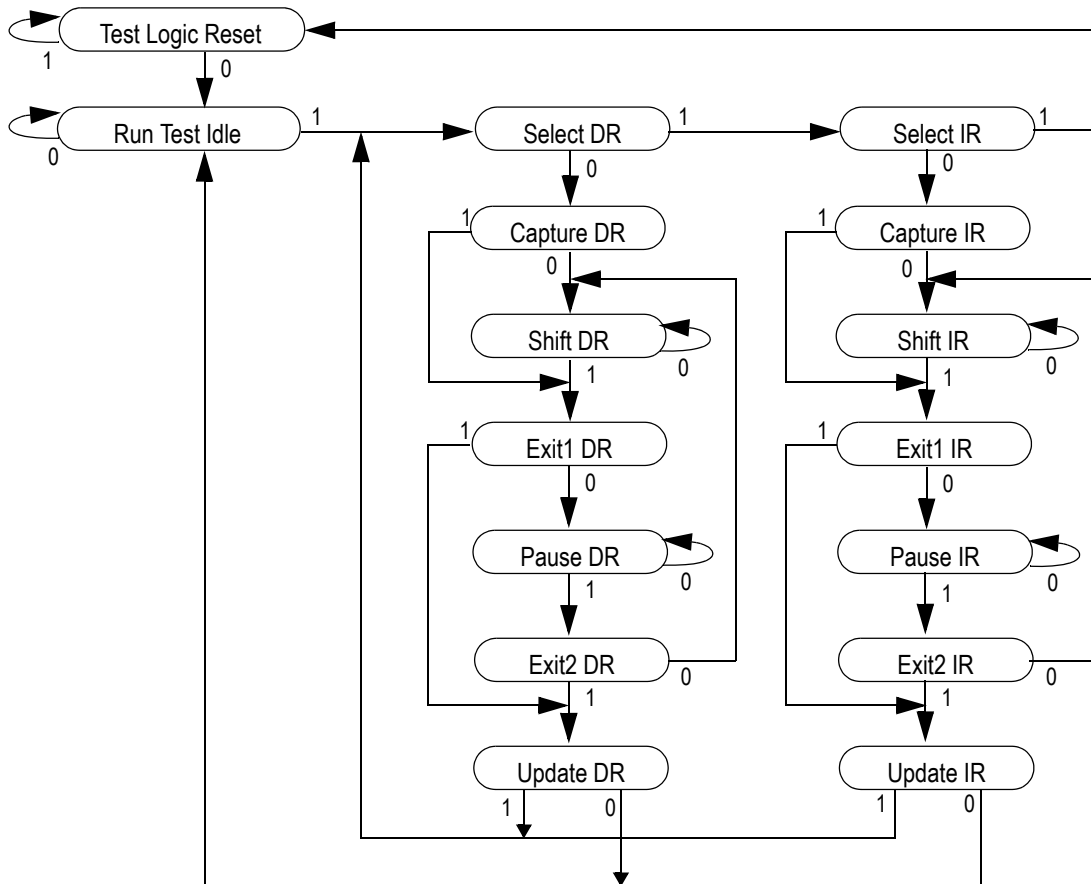 Test Logic Reset
1
0
Run Test Idle
0
1
Select DR
1
0
Select IR
1
0
1
Capture DR
0
1
Capture IR
0
Shift DR
0
1
Shift IR
0
1
1
Exit1 DR
0
1
Exit1 IR
0
Pause DR
0
1
Pause IR
0
1
Exit2 DR
0
1
Exit2 IR
0
1
Update DR
1
0
Update IR
1
0